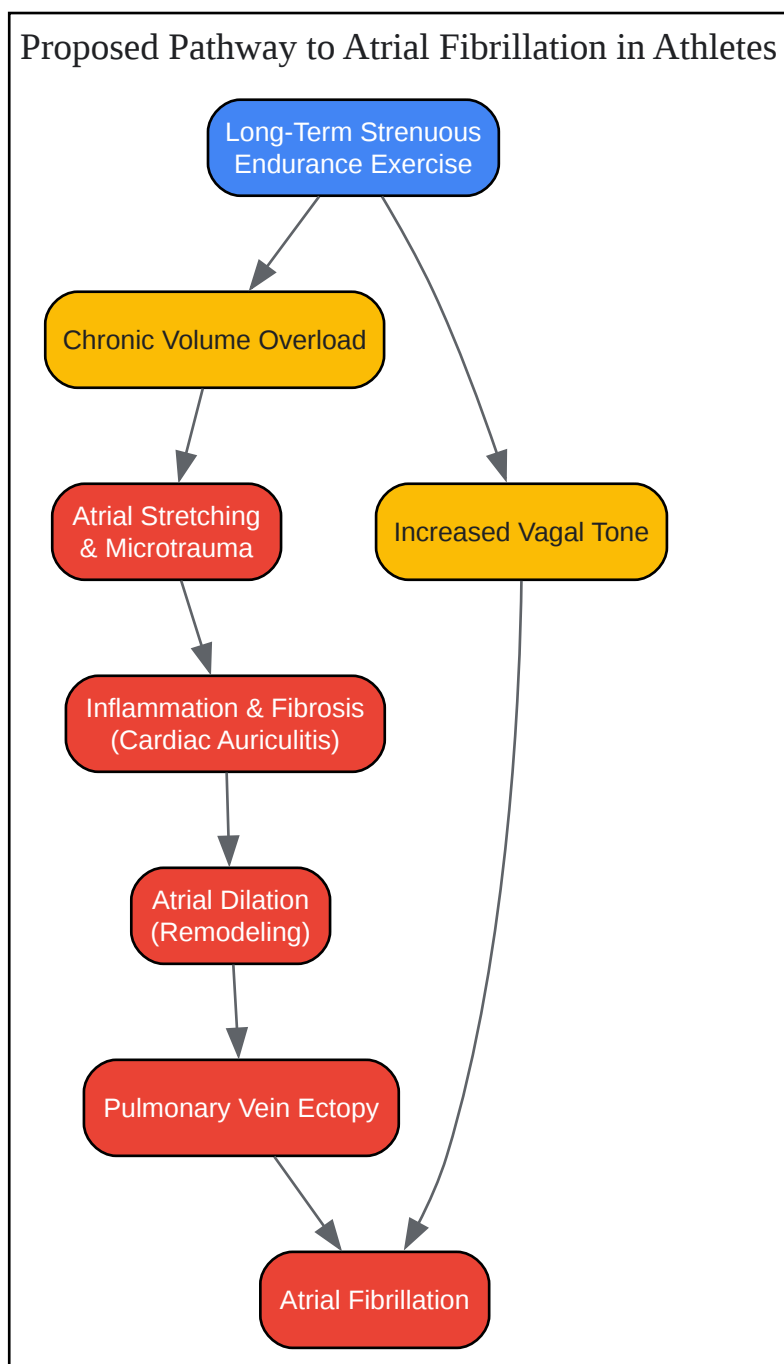 Proposed Pathway to Atrial Fibrillation in Athletes
Long-Term Strenuous
Endurance Exercise
Chronic Volume Overload
Atrial Stretching
& Microtrauma
Increased Vagal Tone
Inflammation & Fibrosis
(Cardiac Auriculitis)
Atrial Dilation
(Remodeling)
Pulmonary Vein Ectopy
Atrial Fibrillation